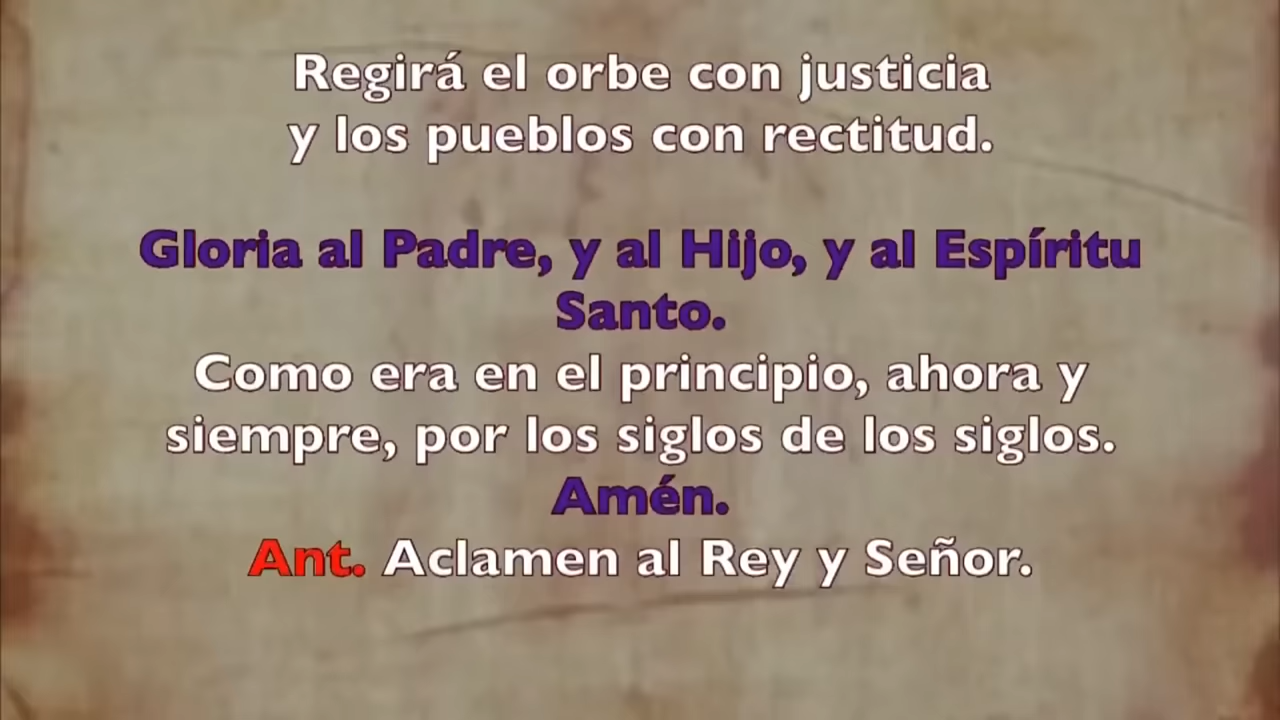 Regirá el orbe con justicia
y los pueblos con rectitud.
Gloria al Padre, y al Hijo, y al Espíritu
Santo.
Como era en el principio, ahora y
siempre, por los siglos de los siglos.
Amén.
Ant. Aclamen al Rey y Señor.